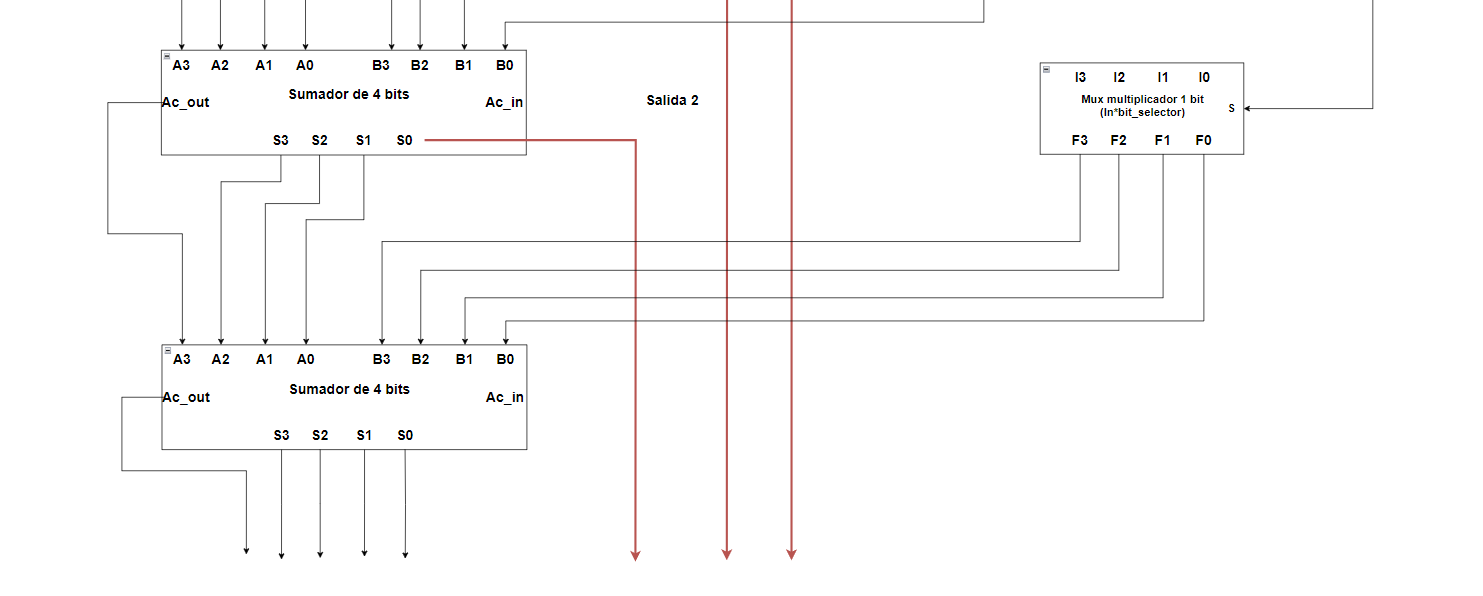 A3 A2 A1 A0 B3 B2 B1 B0
Sumador de 4 bits
Ac_out Ac_in
S3 S2 S1 S0
Salida 2
I3 I2 I1 I0
Mux multiplicador 1 bit
(In*bit_selector)
S
F3 F2 F1 F0
A3 A2 A1 A0 B3 B2 B1 B0
Sumador de 4 bits
Ac_out Ac_in
S3 S2 S1 S0